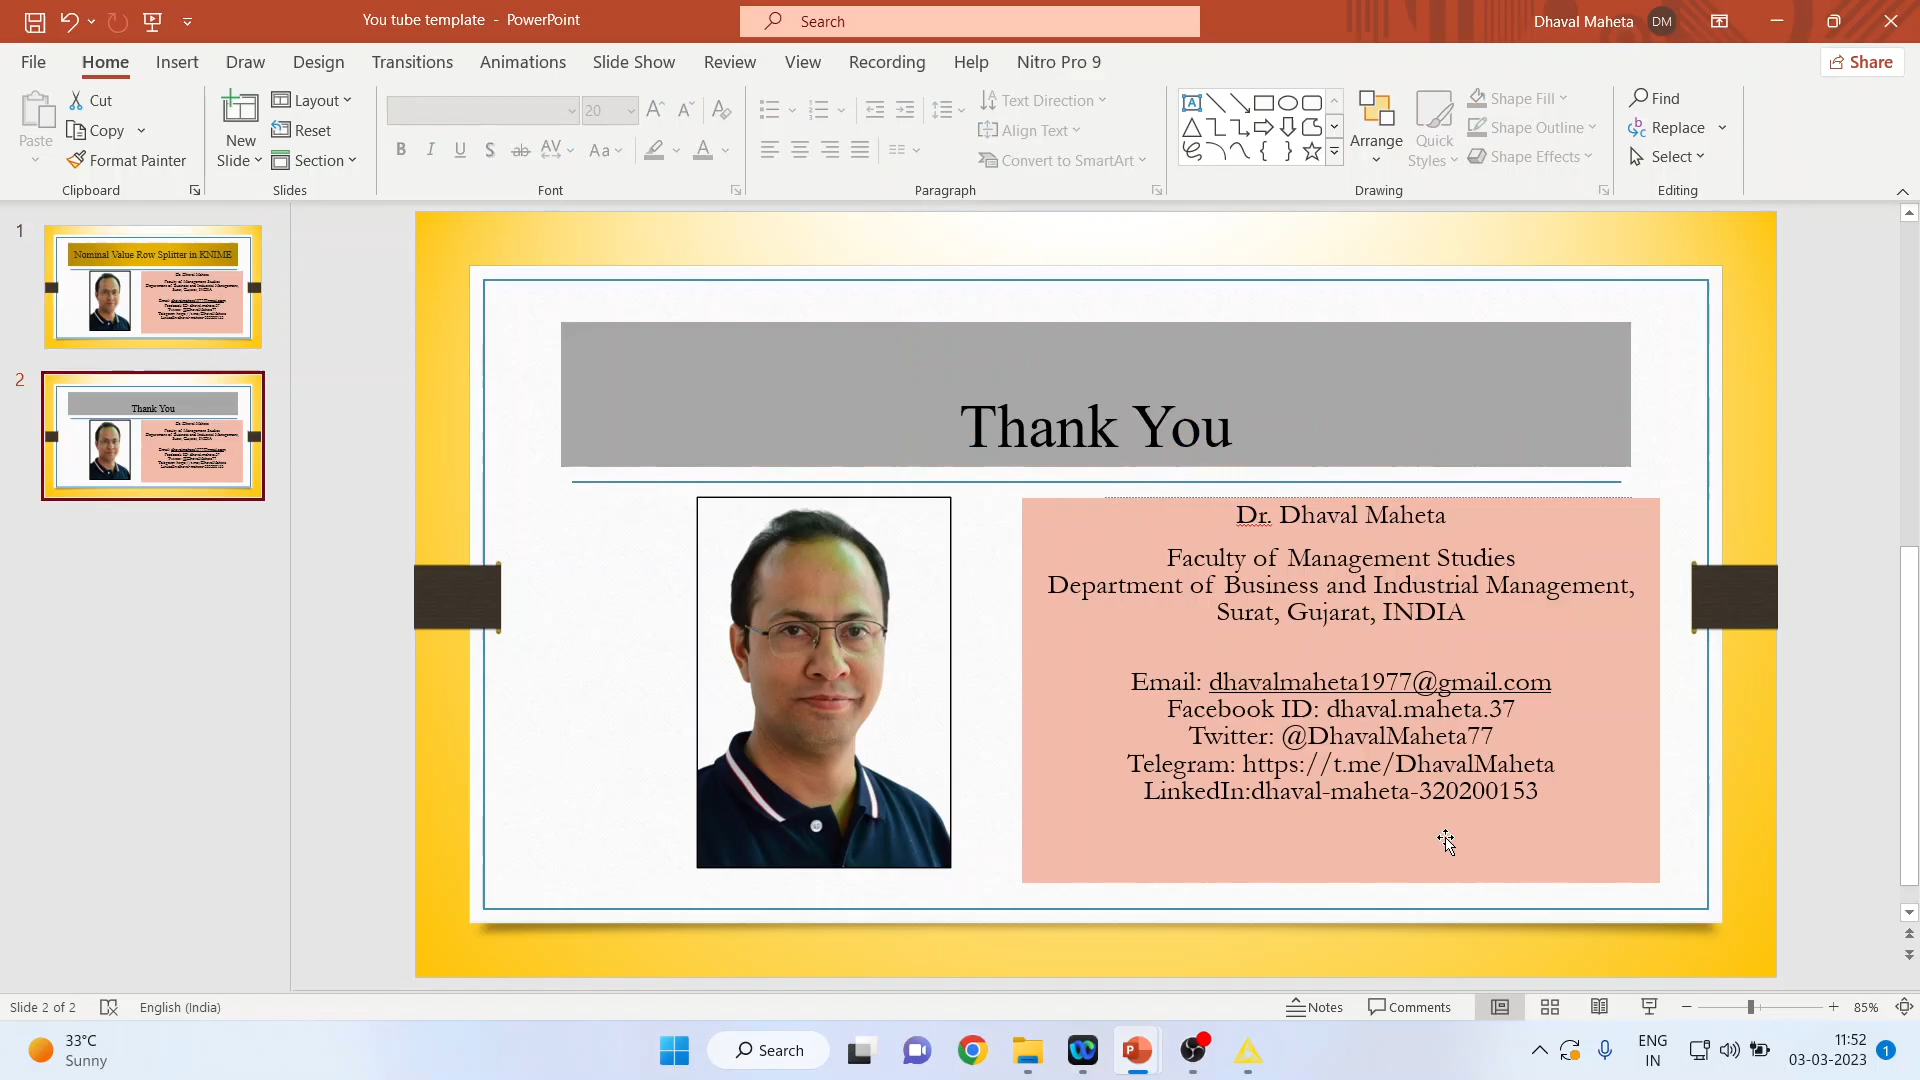 You tube template - PowerPoint
Search
Dhaval Maheta
DM
File
Home
Insert
Draw
Design
Transitions
Animations
Slide Show
Review
View
Recording
Help
Nitro Pro 9
Share
Paste
Cut
Copy
Format Painter
Clipboard
New
Slide
Layout
Reset
Section
Slides
20
B
I
U
S
ab
AV
Aa
A
Font
Text Direction
Align Text
Convert to SmartArt
Paragraph
Arrange
Quick
Styles
Shape Fill
Shape Outline
Shape Effects
Drawing
Find
Replace
Select
Editing
1
Nominal Value Row Splitter in KNIME
2
Thank You
Thank You
Dr. Dhaval Maheta
Faculty of Management Studies
Department of Business and Industrial Management,
Surat, Gujarat, INDIA
Email: dhavalmaheta1977@gmail.com
Facebook ID: dhaval.maheta.37
Twitter: @DhavalMaheta77
Telegram: https://t.me/DhavalMaheta
LinkedIn:dhaval-maheta-320200153
Slide 2 of 2
English (India)
Notes
Comments
85%
33°C
Sunny
Search
ENG
IN
11:52
03-03-2023
1